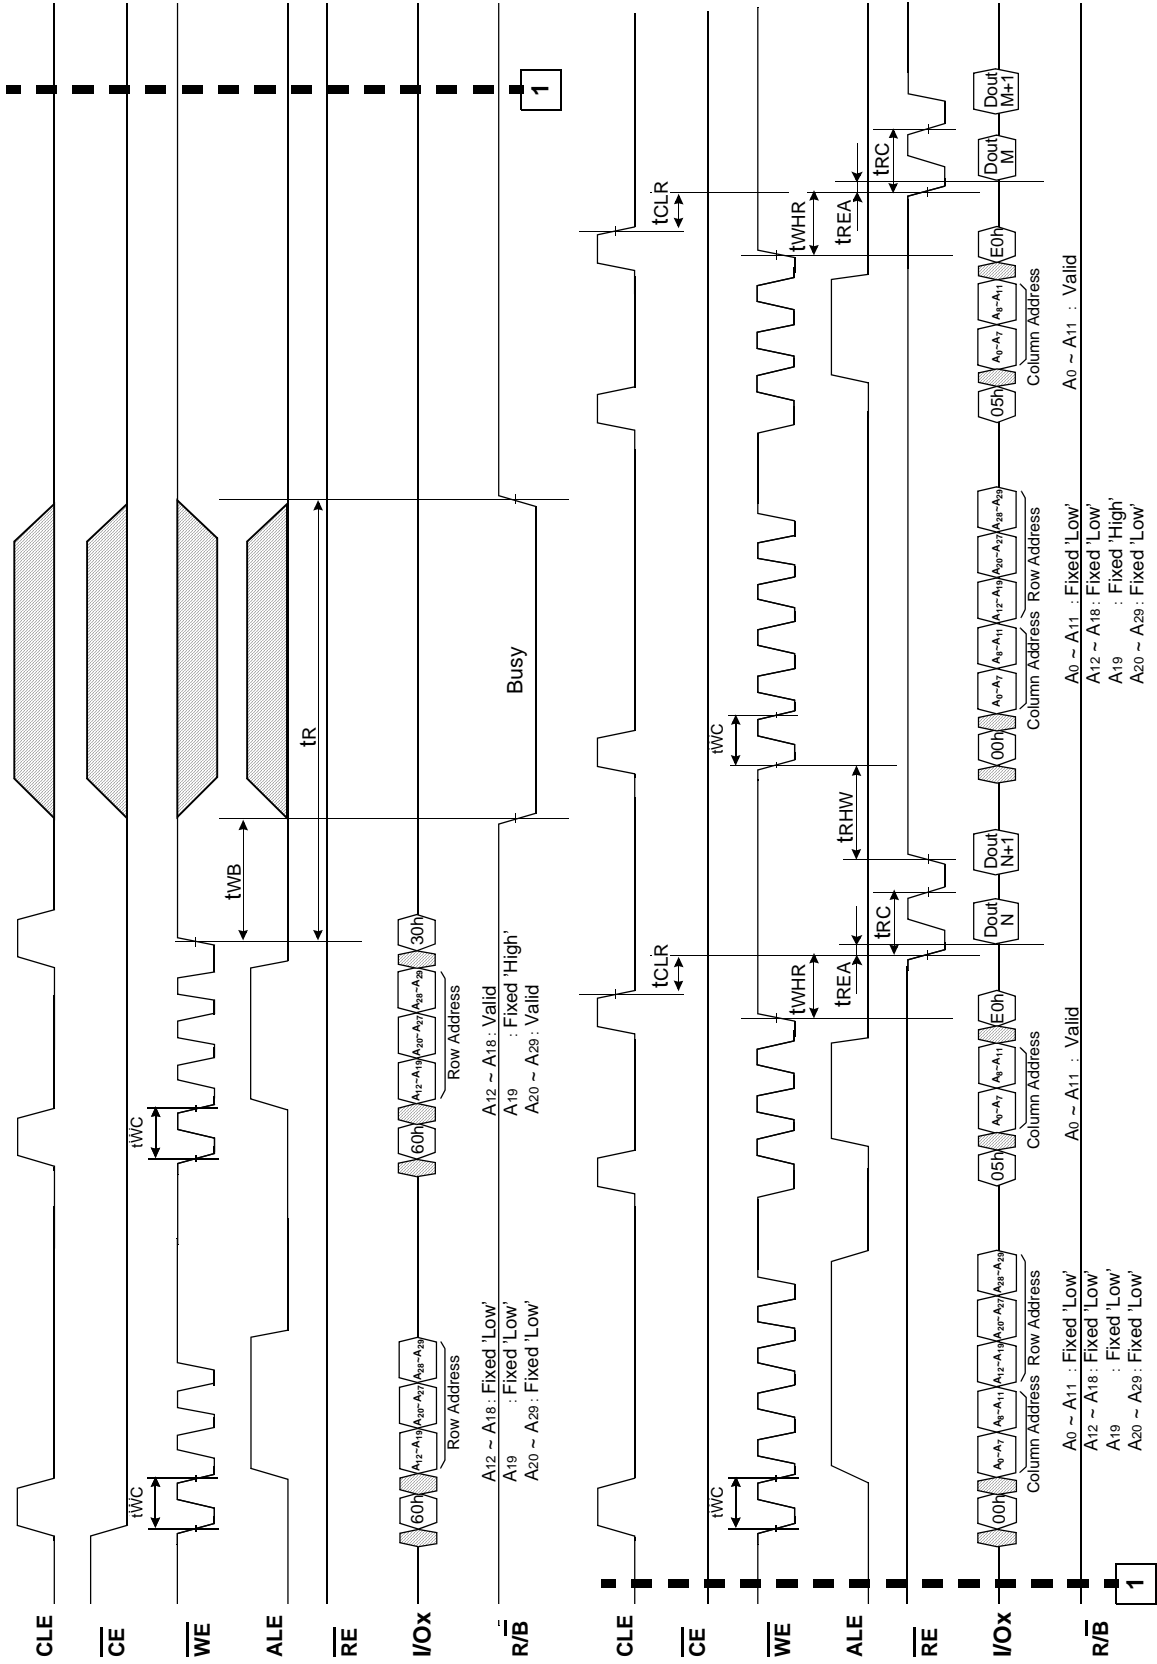 CLE
CE
WE
ALE
RE
I/Ox
R/B
tWC
tWC
tWB
tR
Busy
60h
A12~A19
A20~A27
A28~A29
Row Address
60h
A12~A19
A20~A27
A28~A29
30h
Row Address
A12 ~ A18 : Fixed 'Low'
A19 : Fixed 'Low'
A20 ~ A29 : Fixed 'Low'
A12 ~ A18 : Valid
A19 : Fixed 'High'
A20 ~ A29 : Valid
1
CLE
CE
WE
ALE
RE
I/Ox
R/B
1
tWC
tCLR
tWHR
tREA
tRC
tRHW
tWC
tCLR
tWHR
tREA
tRC
00h
A0~A7
A8~A11
A12~A19
A20~A27
A28~A29
Column Address
Row Address
05h
A0~A7
A8~A11
E0h
Column Address
Dout
N
Dout
N+1
00h
A0~A7
A8~A11
A12~A19
A20~A27
A28~A29
Column Address
Row Address
05h
A0~A7
A8~A11
E0h
Column Address
Dout
M
Dout
M+1
A0 ~ A11 : Fixed 'Low'
A12 ~ A18 : Fixed 'Low'
A19 : Fixed 'Low'
A20 ~ A29 : Fixed 'Low'
A0 ~ A11 : Valid
A0 ~ A11 : Fixed 'Low'
A12 ~ A18 : Fixed 'Low'
A19 : Fixed 'High'
A20 ~ A29 : Fixed 'Low'
A0 ~ A11 : Valid